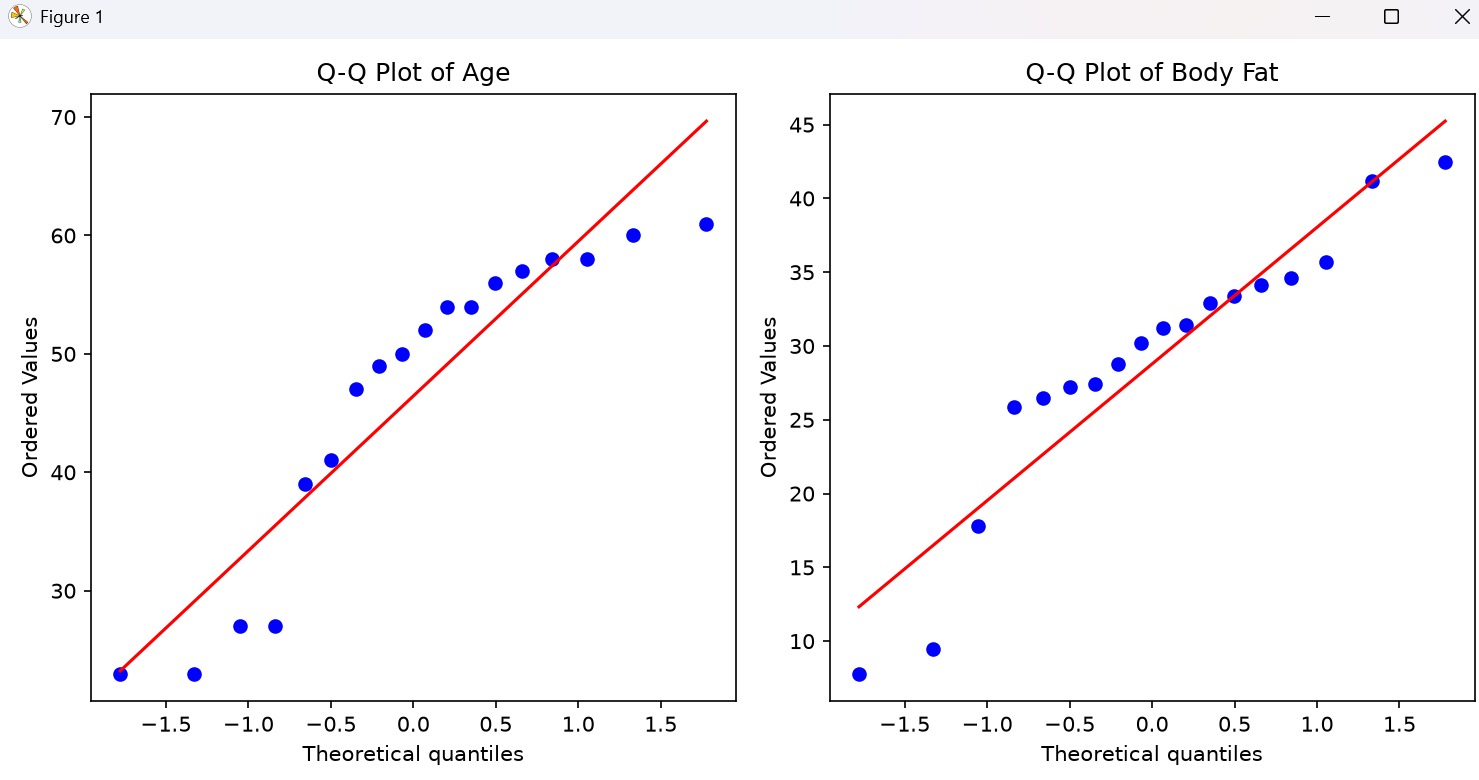 Figure 1
Q-Q Plot of Age
70
60
50
40
30
Ordered Values
−1.5 −1.0 −0.5 0.0 0.5 1.0 1.5
Theoretical quantiles
Q-Q Plot of Body Fat
45
40
35
30
25
20
15
10
Ordered Values
−1.5 −1.0 −0.5 0.0 0.5 1.0 1.5
Theoretical quantiles